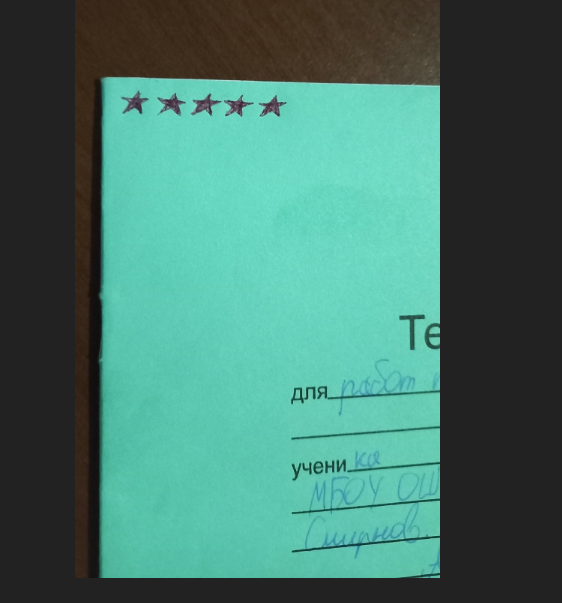 Те
для работ
ученика
МБОУ ОШ
Смирнов